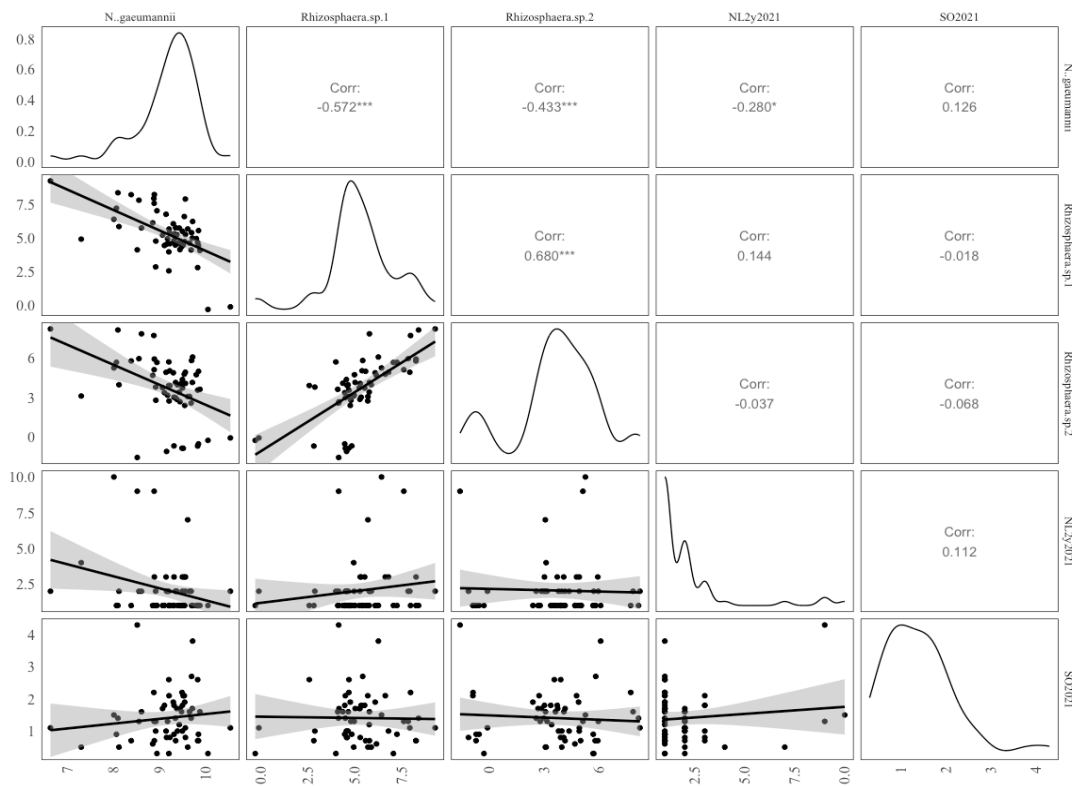 N..gaeumannii Rhizosphaera.sp.1 Rhizosphaera.sp.2 NL2y2021 SO2021
0.8
0.6
0.4
0.2
0.0
Corr:
-0.572***
Corr:
-0.433***
Corr:
-0.280*
Corr:
0.126
N..gaeumannii
7.5
5.0
2.5
0.0
Corr:
0.680***
Corr:
0.144
Corr:
-0.018
Rhizosphaera.sp.1
6
3
0
Corr:
-0.037
Corr:
-0.068
Rhizosphaera.sp.2
10.0
7.5
5.0
2.5
Corr:
0.112
NL2y2021
4
3
2
1
SO2021
7 8 9 10 0.0 2.5 5.0 7.5 0 3 6 2.5 5.0 7.5 0.0 1 2 3 4